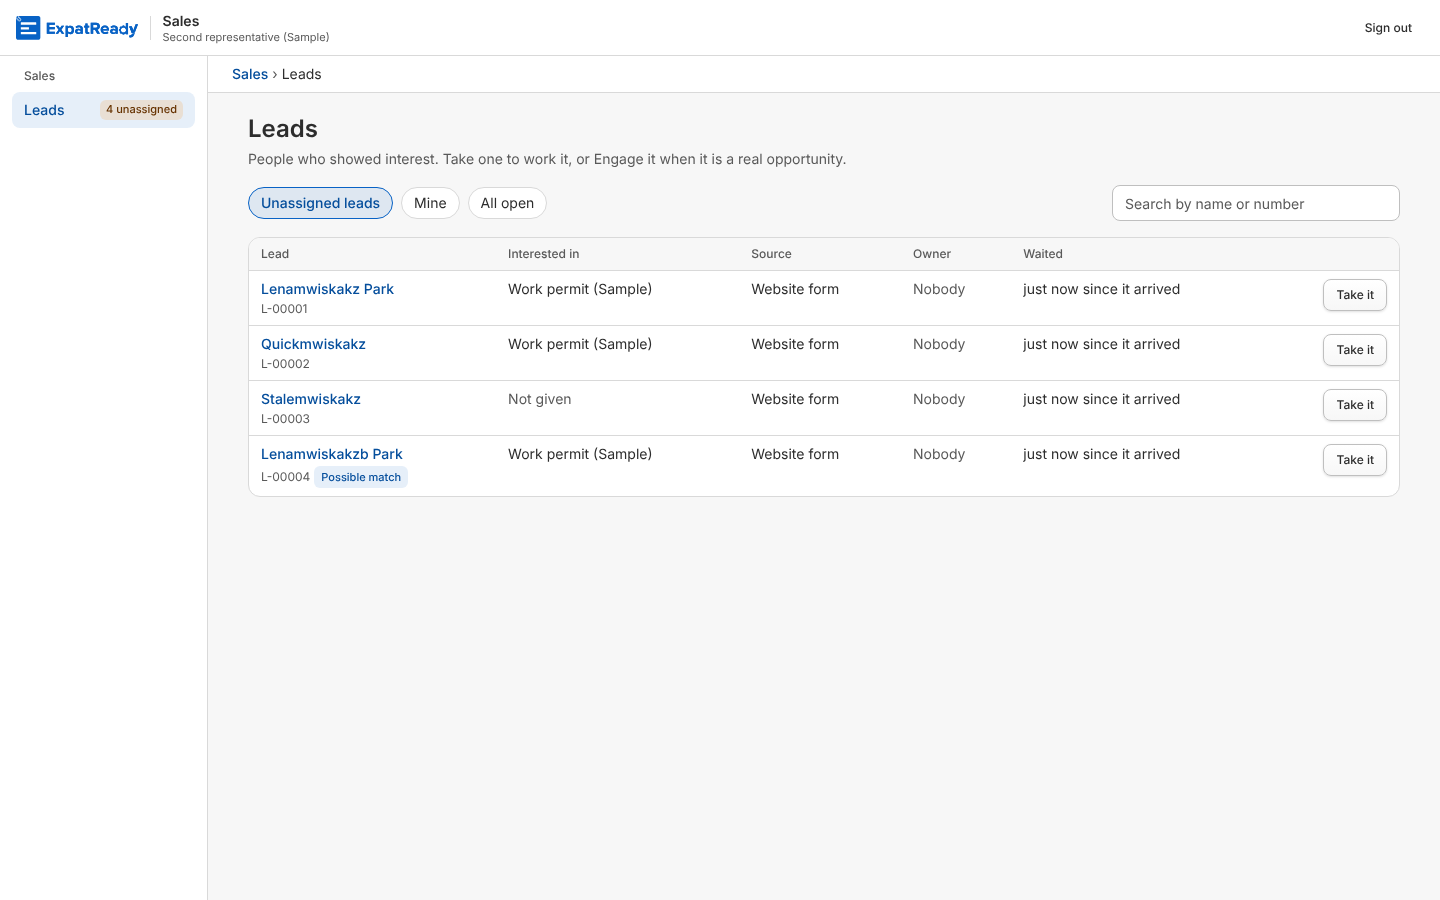 ExpatReady
Sales
Second representative (Sample)
Sign out
Sales
Leads 4 unassigned
Sales › Leads
Leads
People who showed interest. Take one to work it, or Engage it when it is a real opportunity.
Unassigned leads Mine All open Search by name or number
Lead Interested in Source Owner Waited
Lenamwiskakz Park Work permit (Sample) Website form Nobody just now since it arrived Take it
L-00001
Quickmwiskakz Work permit (Sample) Website form Nobody just now since it arrived Take it
L-00002
Stalemwiskakz Not given Website form Nobody just now since it arrived Take it
L-00003
Lenamwiskakzb Park Work permit (Sample) Website form Nobody just now since it arrived Take it
L-00004 Possible match